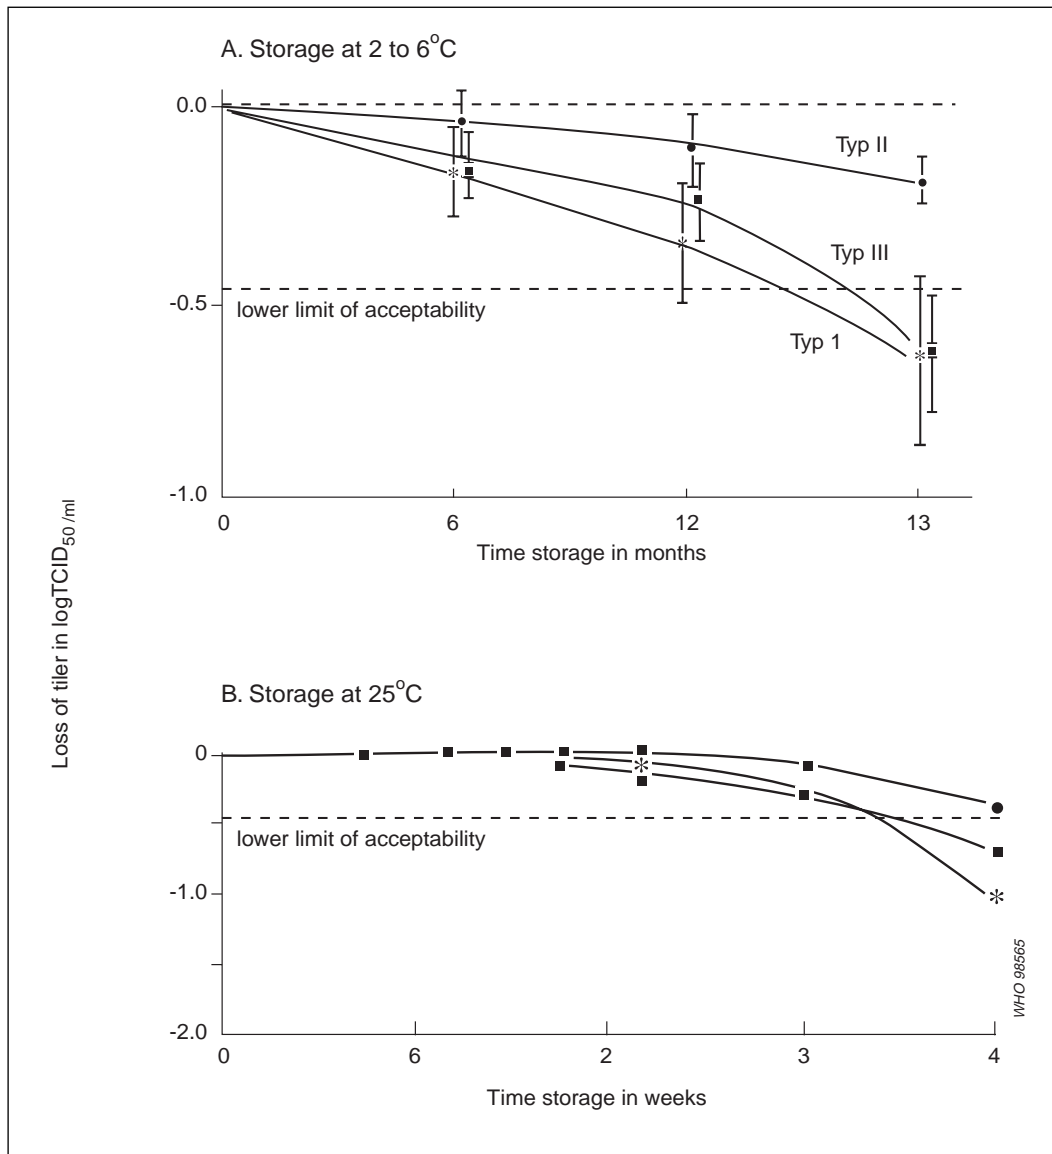 A. Storage at 2 to 6°C
0.0
Typ II
Typ III
-0.5
lower limit of acceptability
Typ 1
-1.0
0 6 12 13
Time storage in months
Loss of tiler in logTCID50 /ml
B. Storage at 25°C
0
lower limit of acceptability
-1.0
-2.0
0 6 2 3 4
Time storage in weeks
WHO 98565